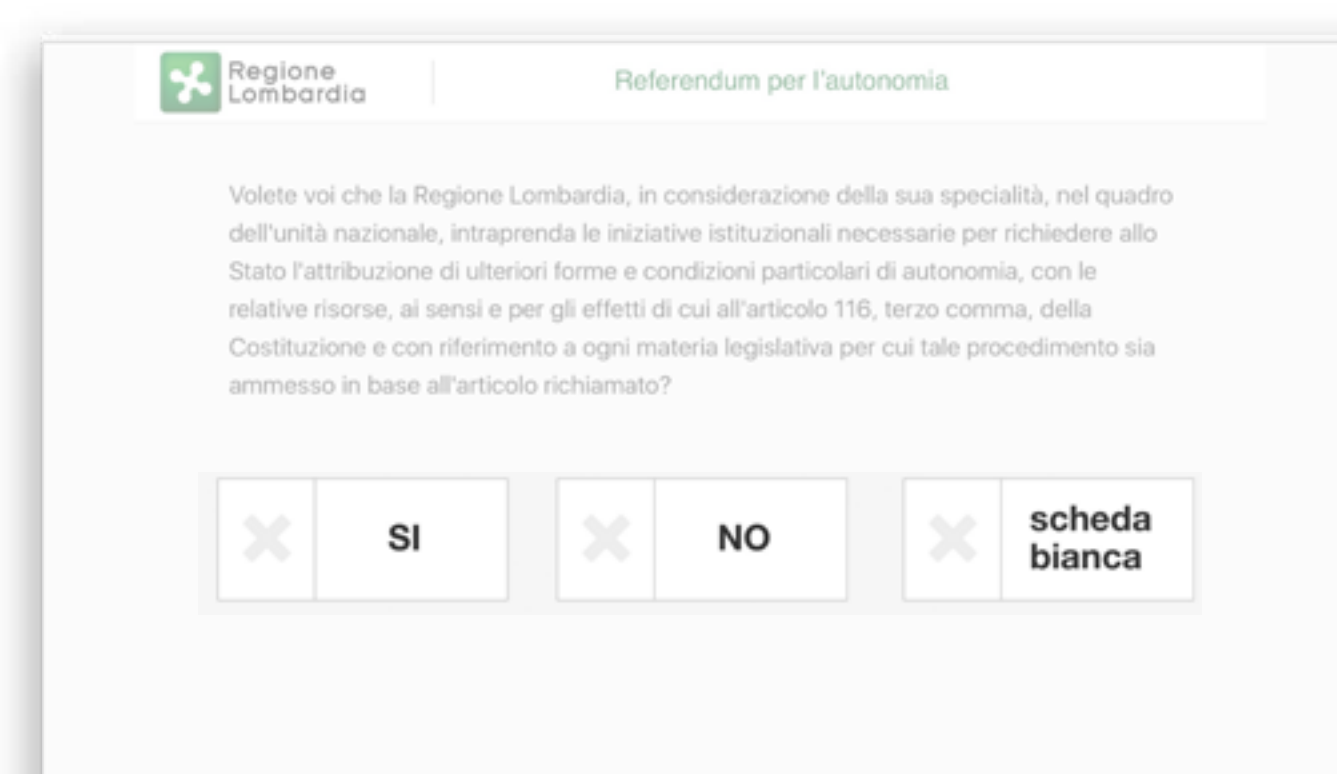 Regione
Lombardia
Referendum per l'autonomia
Volete voi che la Regione Lombardia, in considerazione della sua specialità, nel quadro
dell'unità nazionale, intraprenda le iniziative istituzionali necessarie per richiedere allo
Stato l'attribuzione di ulteriori forme e condizioni particolari di autonomia, con le
relative risorse, ai sensi e per gli effetti di cui all'articolo 116, terzo comma, della
Costituzione e con riferimento a ogni materia legislativa per cui tale procedimento sia
ammesso in base all'articolo richiamato?
SI
NO
scheda
bianca